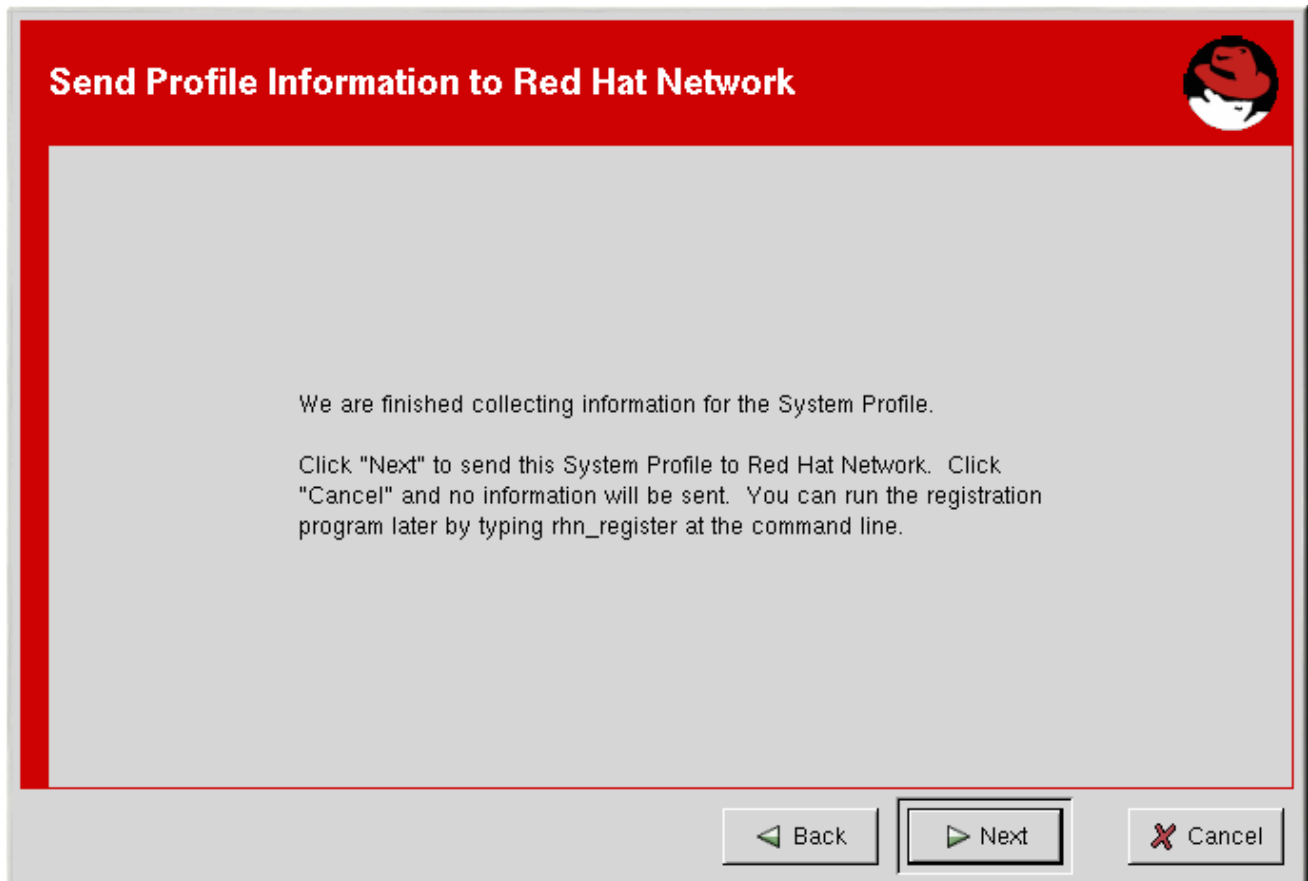 Send Profile Information to Red Hat Network
We are finished collecting information for the System Profile.
Click "Next" to send this System Profile to Red Hat Network.  Click
"Cancel" and no information will be sent.  You can run the registration
program later by typing rhn_register at the command line.
Back
Next
Cancel